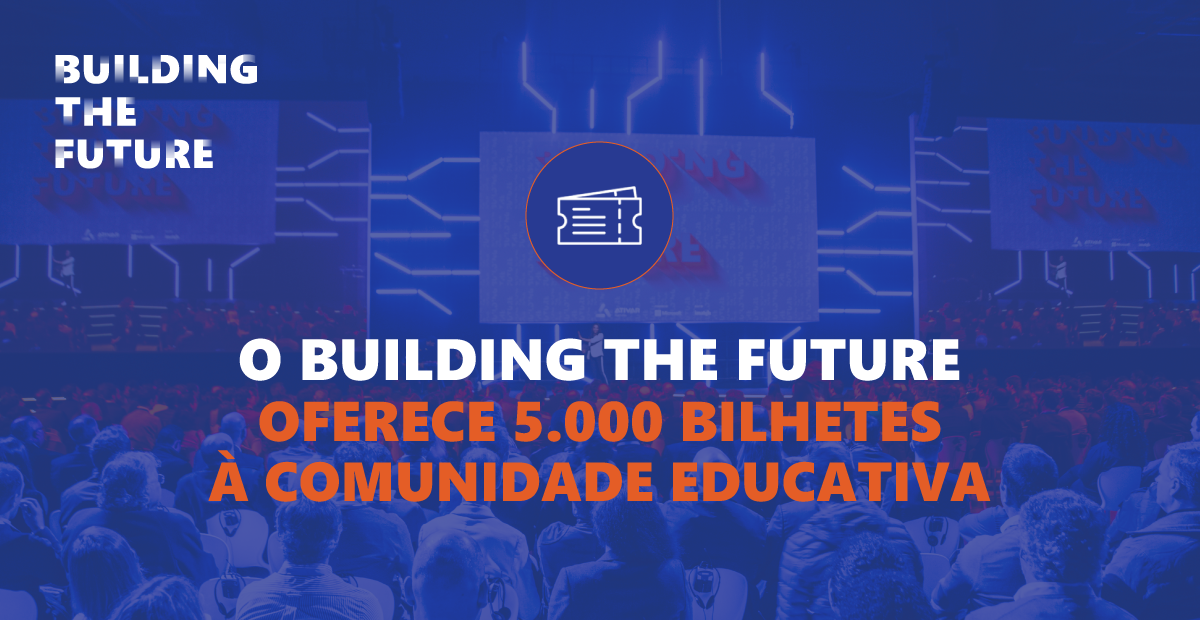 BUILDING
THE
FUTURE
O BUILDING THE FUTURE
OFERECE 5.000 BILHETES
À COMUNIDADE EDUCATIVA